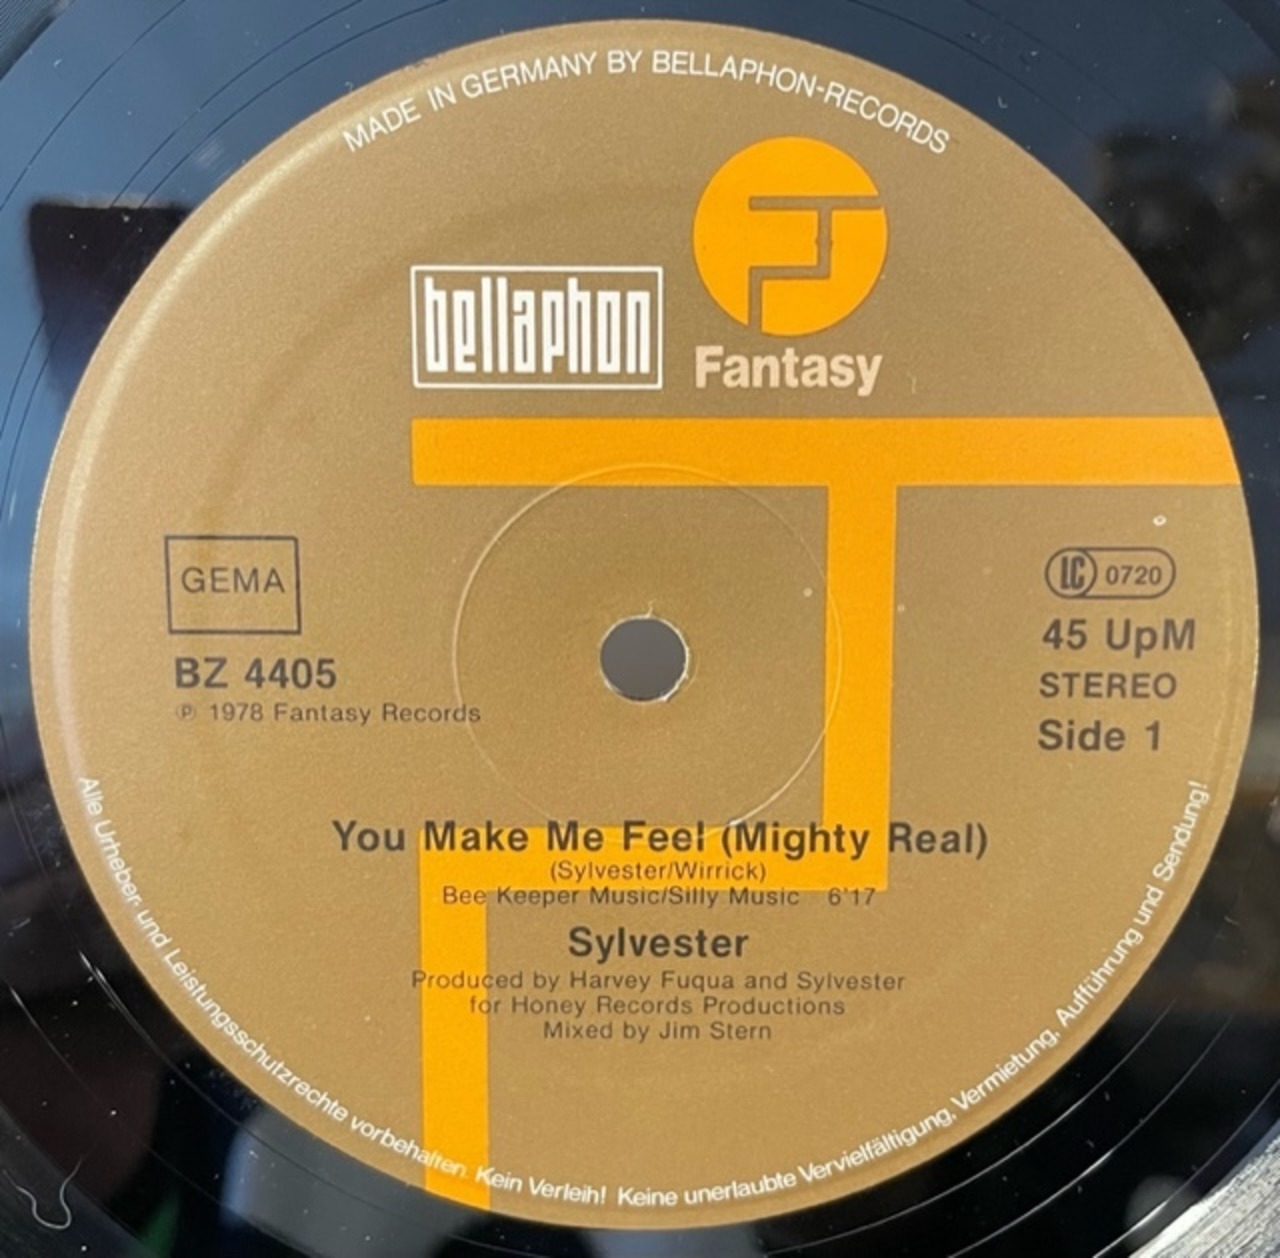 MADE IN GERMANY BY BELLAPHON-RECORDS
bellaphon
Fantasy
GEMA
BZ 4405
℗ 1978 Fantasy Records
LC 0720
45 UpM
STEREO
Side 1
You Make Me Feel (Mighty Real)
(Sylvester/Wirrick)
Bee Keeper Music/Silly Music 6'17
Sylvester
Produced by Harvey Fuqua and Sylvester
for Honey Records Productions
Mixed by Jim Stern
Alle Urheber- und Leistungsschutzrechte vorbehalten. Kein Verleih! Keine unerlaubte Vervielfältigung, Vermietung, Aufführung und Sendung!